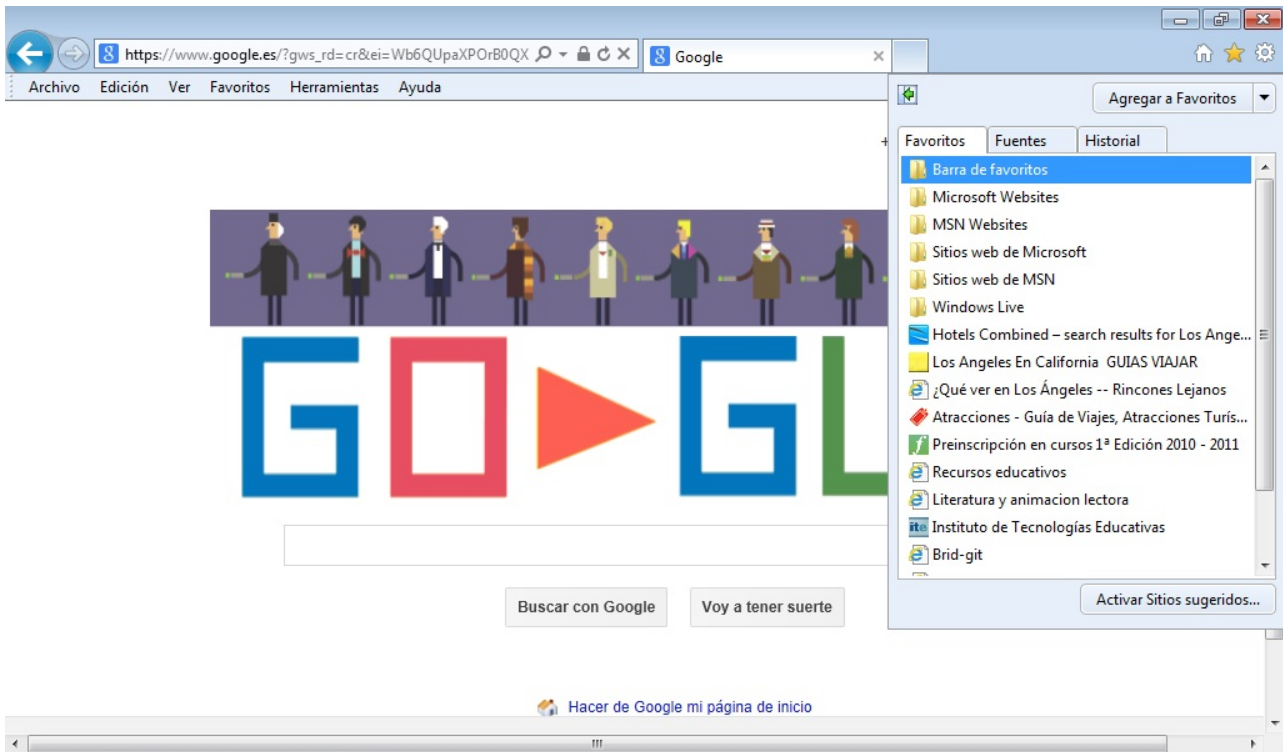 https://www.google.es/?gws_rd=cr&ei=Wb6QUpaXPOrB0QX
Google
Archivo Edición Ver Favoritos Herramientas Ayuda
Agregar a Favoritos
+
Favoritos Fuentes Historial
Barra de favoritos
Microsoft Websites
MSN Websites
Sitios web de Microsoft
Sitios web de MSN
Windows Live
Hotels Combined – search results for Los Ange...
Los Angeles En California GUIAS VIAJAR
¿Qué ver en Los Ángeles -- Rincones Lejanos
Atracciones - Guía de Viajes, Atracciones Turís...
Preinscripción en cursos 1ª Edición 2010 - 2011
Recursos educativos
Literatura y animacion lectora
ite Instituto de Tecnologías Educativas
Brid-git
Activar Sitios sugeridos...
GO GL
Buscar con Google Voy a tener suerte
Hacer de Google mi página de inicio